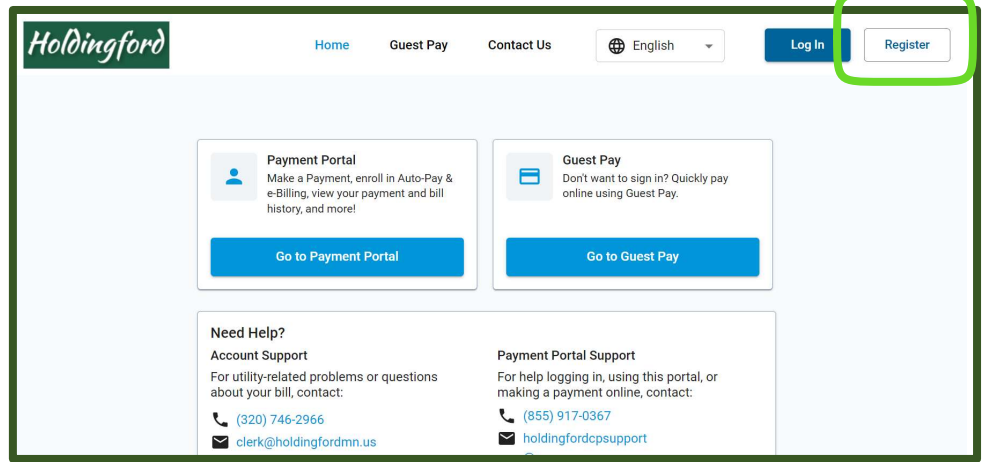 Holdingford
Home Guest Pay Contact Us English Log In Register
Payment Portal
Make a Payment, enroll in Auto-Pay &
e-Billing, view your payment and bill
history, and more!
Go to Payment Portal
Guest Pay
Don't want to sign in? Quickly pay
online using Guest Pay.
Go to Guest Pay
Need Help?
Account Support
For utility-related problems or questions
about your bill, contact:
(320) 746-2966
clerk@holdingfordmn.us
Payment Portal Support
For help logging in, using this portal, or
making a payment online, contact:
(855) 917-0367
holdingfordcpsupport